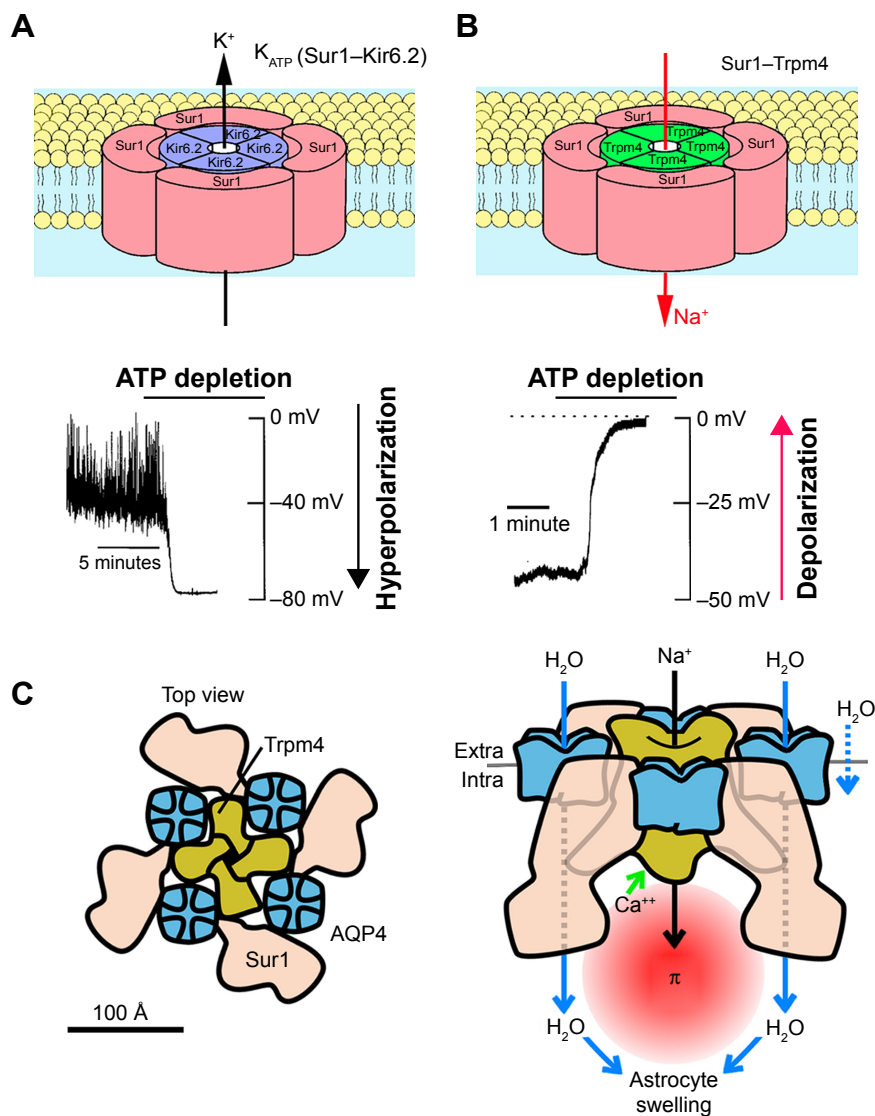 A
K+
KATP (Sur1–Kir6.2)
Sur1
Kir6.2
Sur1
Kir6.2
Kir6.2
Sur1
Kir6.2
Sur1
ATP depletion
0 mV
–40 mV
–80 mV
5 minutes
Hyperpolarization
B
Sur1–Trpm4
Sur1
Trpm4
Sur1
Trpm4
Trpm4
Sur1
Trpm4
Sur1
Na+
ATP depletion
0 mV
–25 mV
–50 mV
1 minute
Depolarization
C
Top view
Trpm4
AQP4
Sur1
100 Å
H2O
Na+
H2O
H2O
Extra
Intra
Ca++
π
H2O
H2O
Astrocyte
swelling